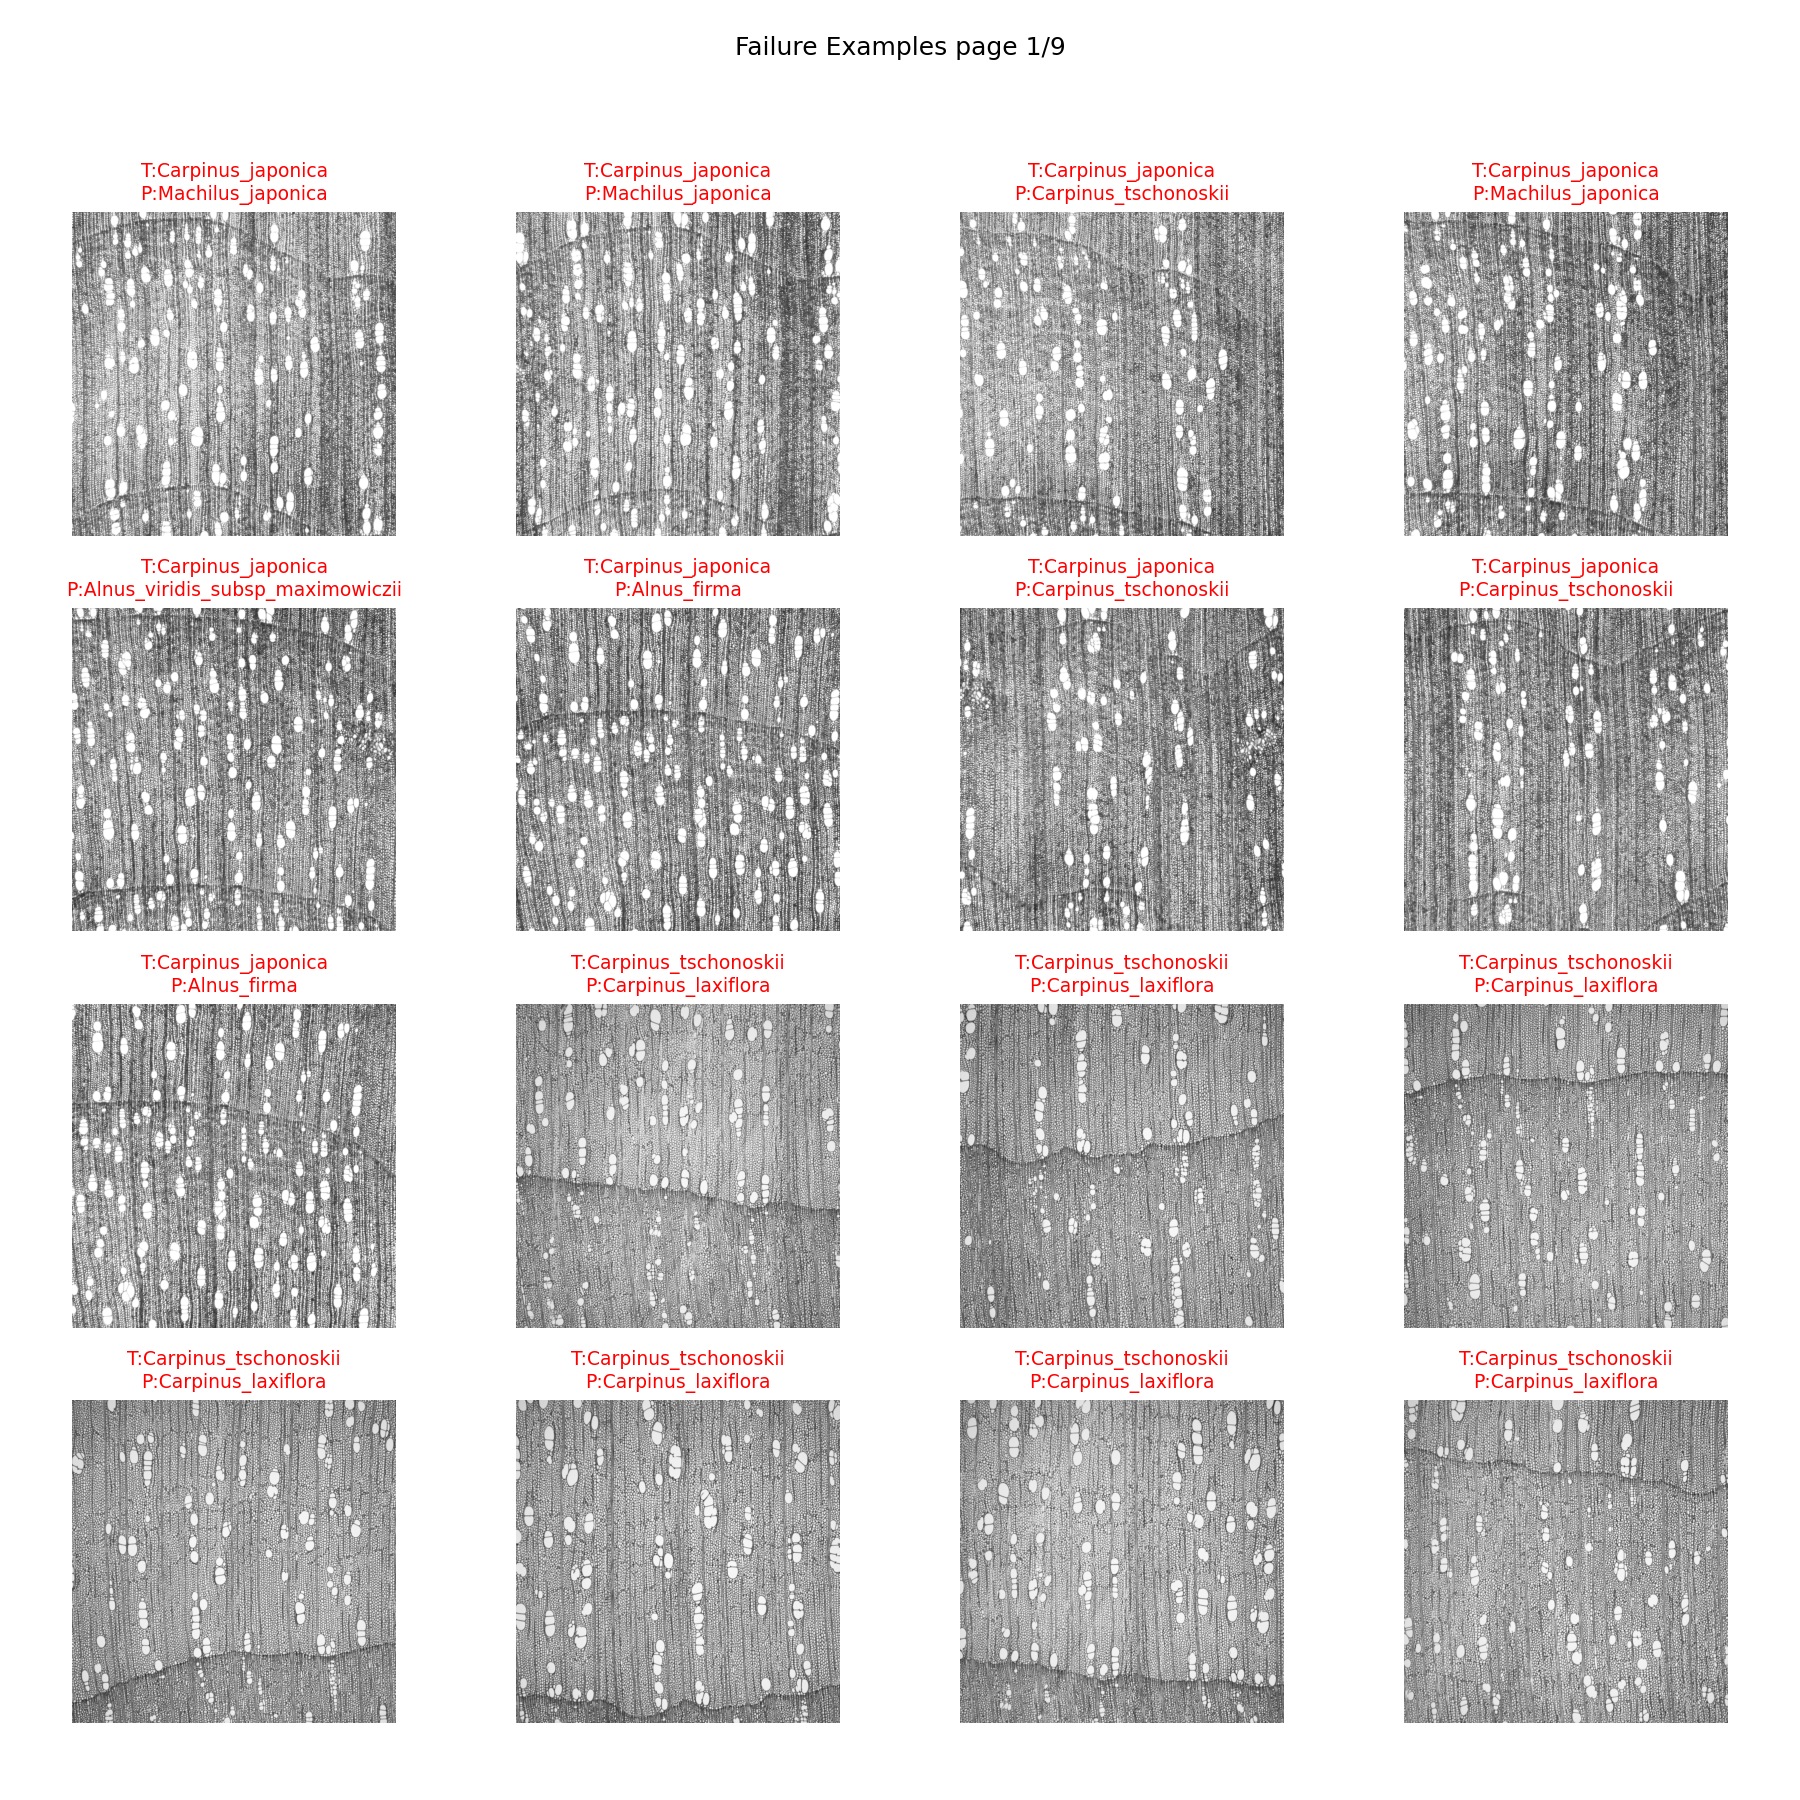 Failure Examples page 1/9
T:Carpinus_japonica
P:Machilus_japonica
T:Carpinus_japonica
P:Machilus_japonica
T:Carpinus_japonica
P:Carpinus_tschonoskii
T:Carpinus_japonica
P:Machilus_japonica
T:Carpinus_japonica
P:Alnus_viridis_subsp_maximowiczii
T:Carpinus_japonica
P:Alnus_firma
T:Carpinus_japonica
P:Carpinus_tschonoskii
T:Carpinus_japonica
P:Carpinus_tschonoskii
T:Carpinus_japonica
P:Alnus_firma
T:Carpinus_tschonoskii
P:Carpinus_laxiflora
T:Carpinus_tschonoskii
P:Carpinus_laxiflora
T:Carpinus_tschonoskii
P:Carpinus_laxiflora
T:Carpinus_tschonoskii
P:Carpinus_laxiflora
T:Carpinus_tschonoskii
P:Carpinus_laxiflora
T:Carpinus_tschonoskii
P:Carpinus_laxiflora
T:Carpinus_tschonoskii
P:Carpinus_laxiflora